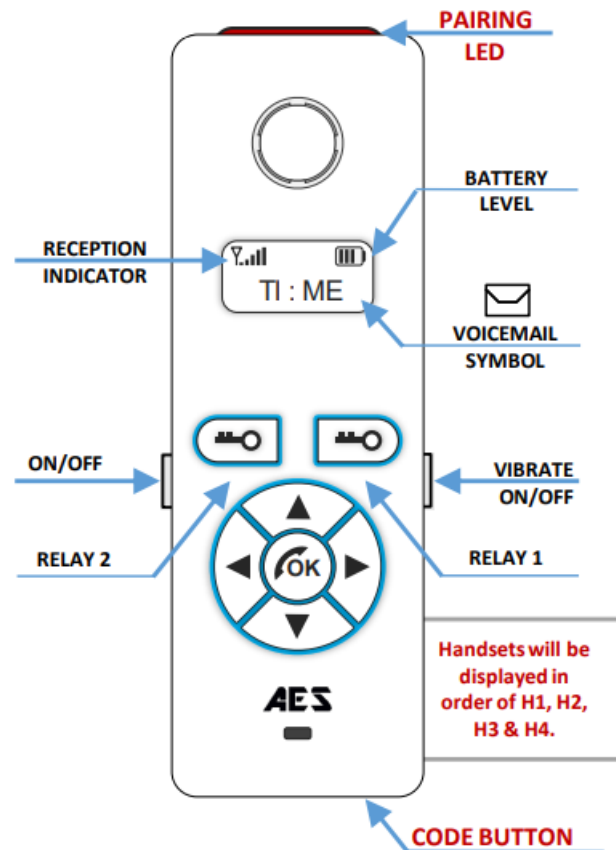 PAIRING
LED
BATTERY
LEVEL
RECEPTION
INDICATOR
TI : ME
VOICEMAIL
SYMBOL
ON/OFF
VIBRATE
ON/OFF
RELAY 2
RELAY 1
OK
Handsets will be
displayed in
order of H1, H2,
H3 & H4.
AES
CODE BUTTON